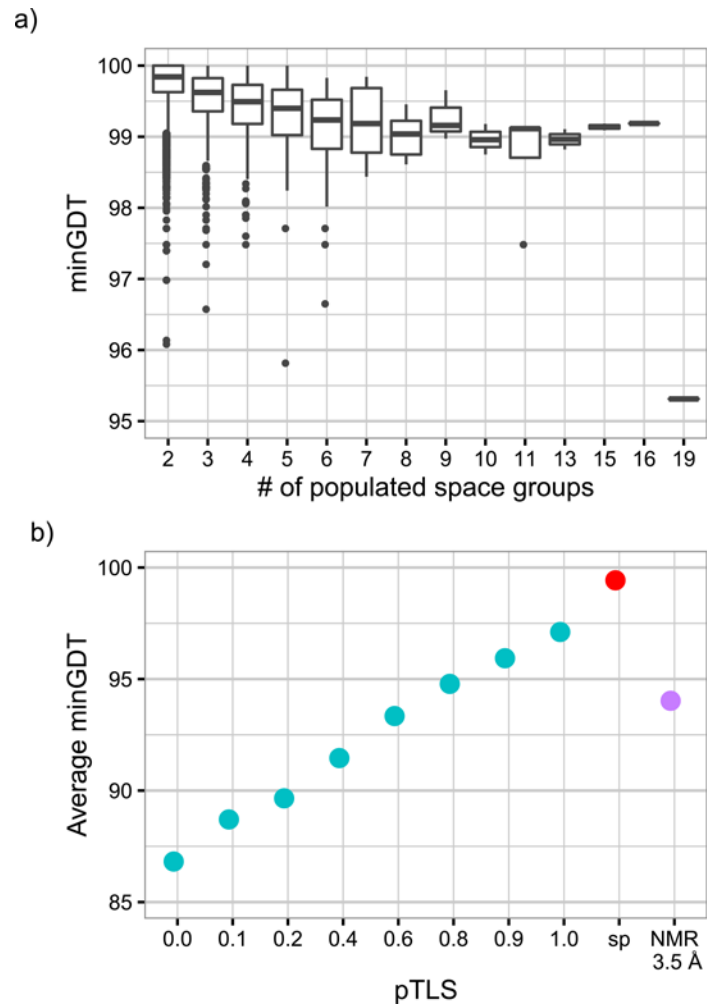 a)
minGDT
100
99
98
97
96
95
2 3 4 5 6 7 8 9 10 11 13 15 16 19
# of populated space groups
b)
Average minGDT
100
95
90
85
0.0 0.1 0.2 0.4 0.6 0.8 0.9 1.0 sp NMR
3.5 Å
pTLS